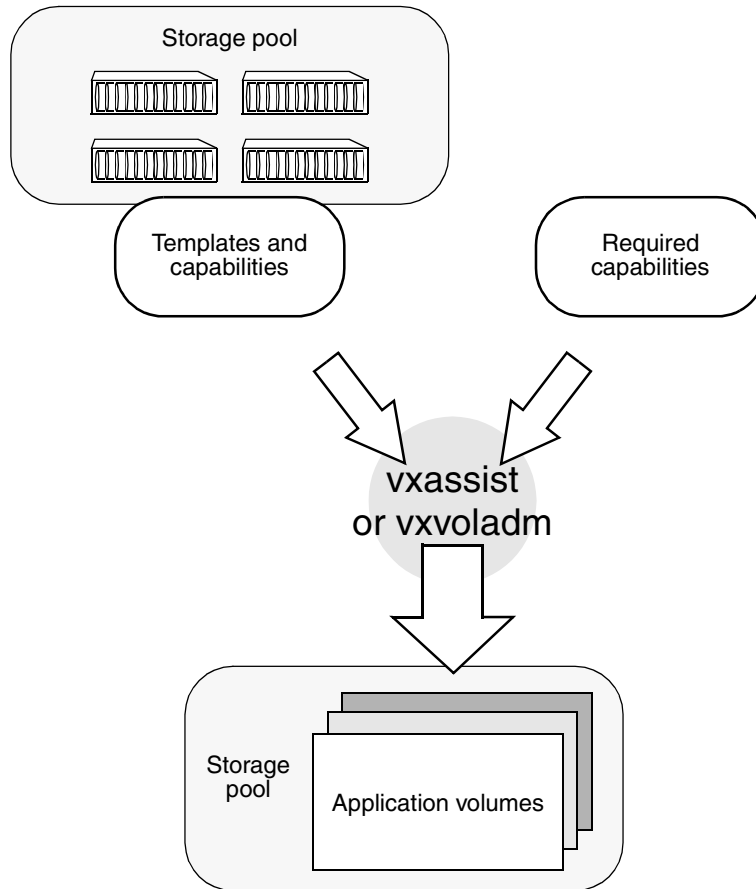 Storage pool
Templates and
capabilities
Required
capabilities
vxassist
or vxvoladm
Storage
pool
Application volumes